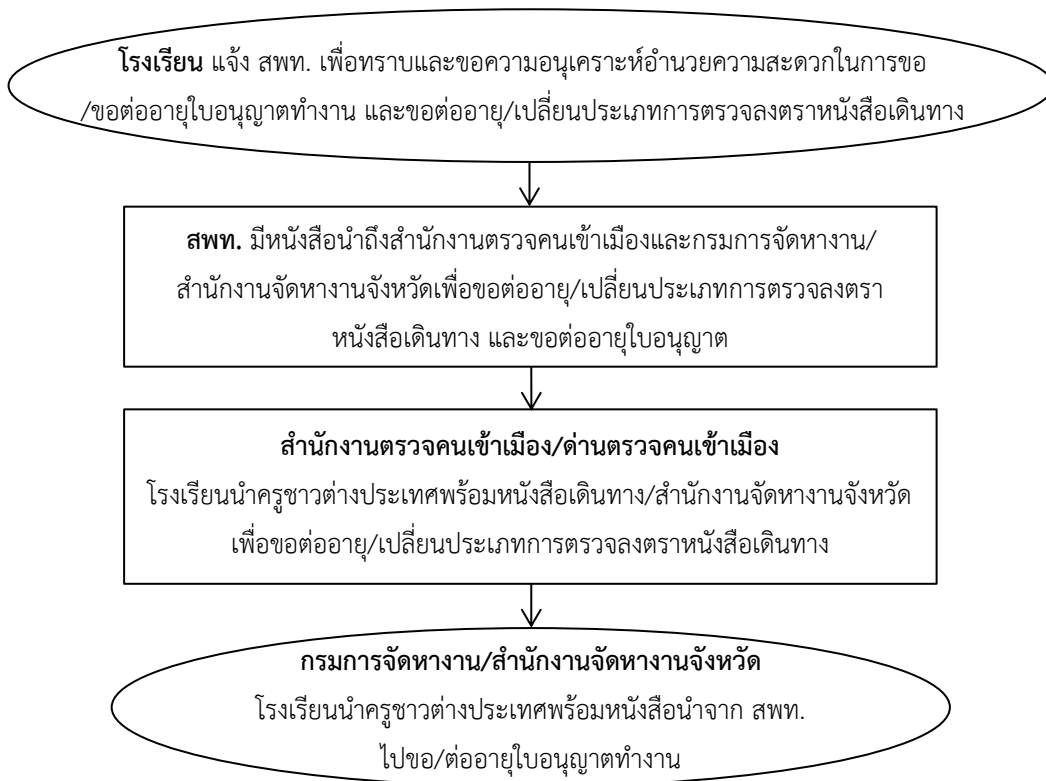 โรงเรียน แจ้ง สพท. เพื่อทราบและขอความอนุเคราะห์อำนวยความสะดวกในการขอ
/ขอต่ออายุใบอนุญาตทำงาน และขอต่ออายุ/เปลี่ยนประเภทการตรวจลงตราหนังสือเดินทาง
สพท. มีหนังสือนำถึงสำนักงานตรวจคนเข้าเมืองและกรมการจัดหางาน/
สำนักงานจัดหางานจังหวัดเพื่อขอต่ออายุ/เปลี่ยนประเภทการตรวจลงตรา
หนังสือเดินทาง และขอต่ออายุใบอนุญาต
สำนักงานตรวจคนเข้าเมือง/ด่านตรวจคนเข้าเมือง
โรงเรียนนำครูชาวต่างประเทศพร้อมหนังสือเดินทาง/สำนักงานจัดหางานจังหวัด
เพื่อขอต่ออายุ/เปลี่ยนประเภทการตรวจลงตราหนังสือเดินทาง
กรมการจัดหางาน/สำนักงานจัดหางานจังหวัด
โรงเรียนนำครูชาวต่างประเทศพร้อมหนังสือนำจาก สพท.
ไปขอ/ต่ออายุใบอนุญาตทำงาน